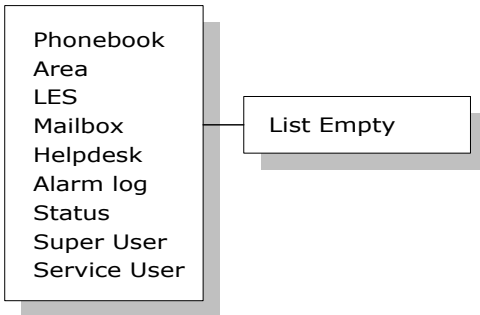 Phonebook
Area
LES
Mailbox
Helpdesk
Alarm log
Status
Super User
Service User
List Empty